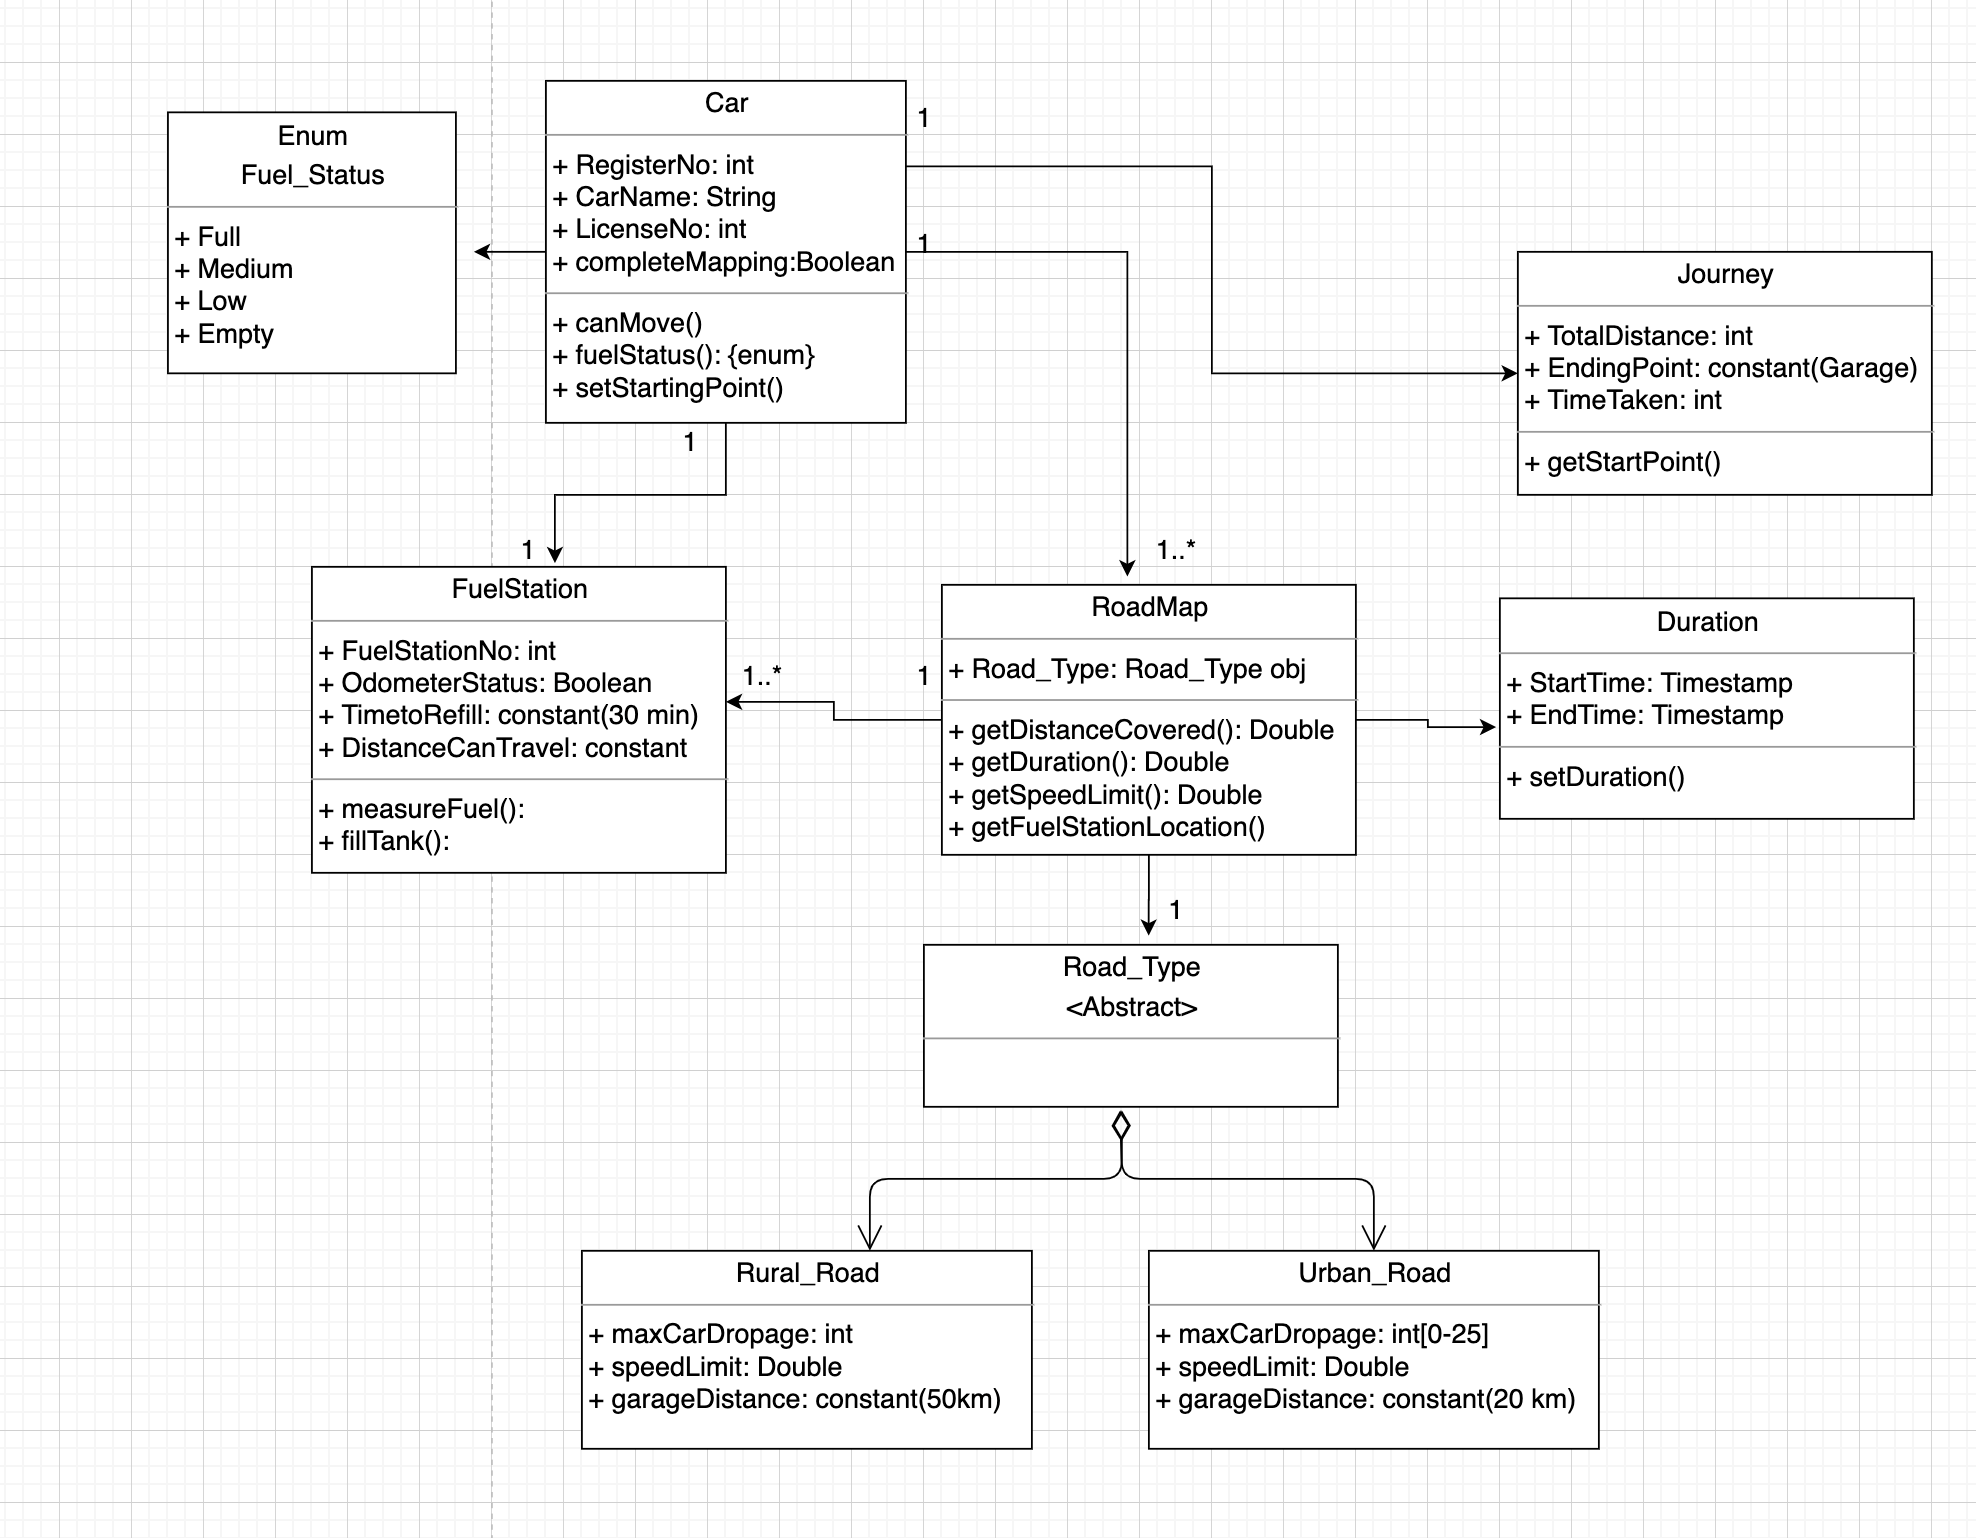 Enum
Fuel_Status
+ Full
+ Medium
+ Low
+ Empty
Car
+ RegisterNo: int
+ CarName: String
+ LicenseNo: int
+ completeMapping:Boolean
+ canMove()
+ fuelStatus(): {enum}
+ setStartingPoint()
1
1
1
1
Journey
+ TotalDistance: int
+ EndingPoint: constant(Garage)
+ TimeTaken: int
+ getStartPoint()
FuelStation
+ FuelStationNo: int
+ OdometerStatus: Boolean
+ TimetoRefill: constant(30 min)
+ DistanceCanTravel: constant
+ measureFuel():
+ fillTank():
1..*
1..*
1
RoadMap
+ Road_Type: Road_Type obj
+ getDistanceCovered(): Double
+ getDuration(): Double
+ getSpeedLimit(): Double
+ getFuelStationLocation()
Duration
+ StartTime: Timestamp
+ EndTime: Timestamp
+ setDuration()
1
Road_Type
<Abstract>
Rural_Road
+ maxCarDropage: int
+ speedLimit: Double
+ garageDistance: constant(50km)
Urban_Road
+ maxCarDropage: int[0-25]
+ speedLimit: Double
+ garageDistance: constant(20 km)